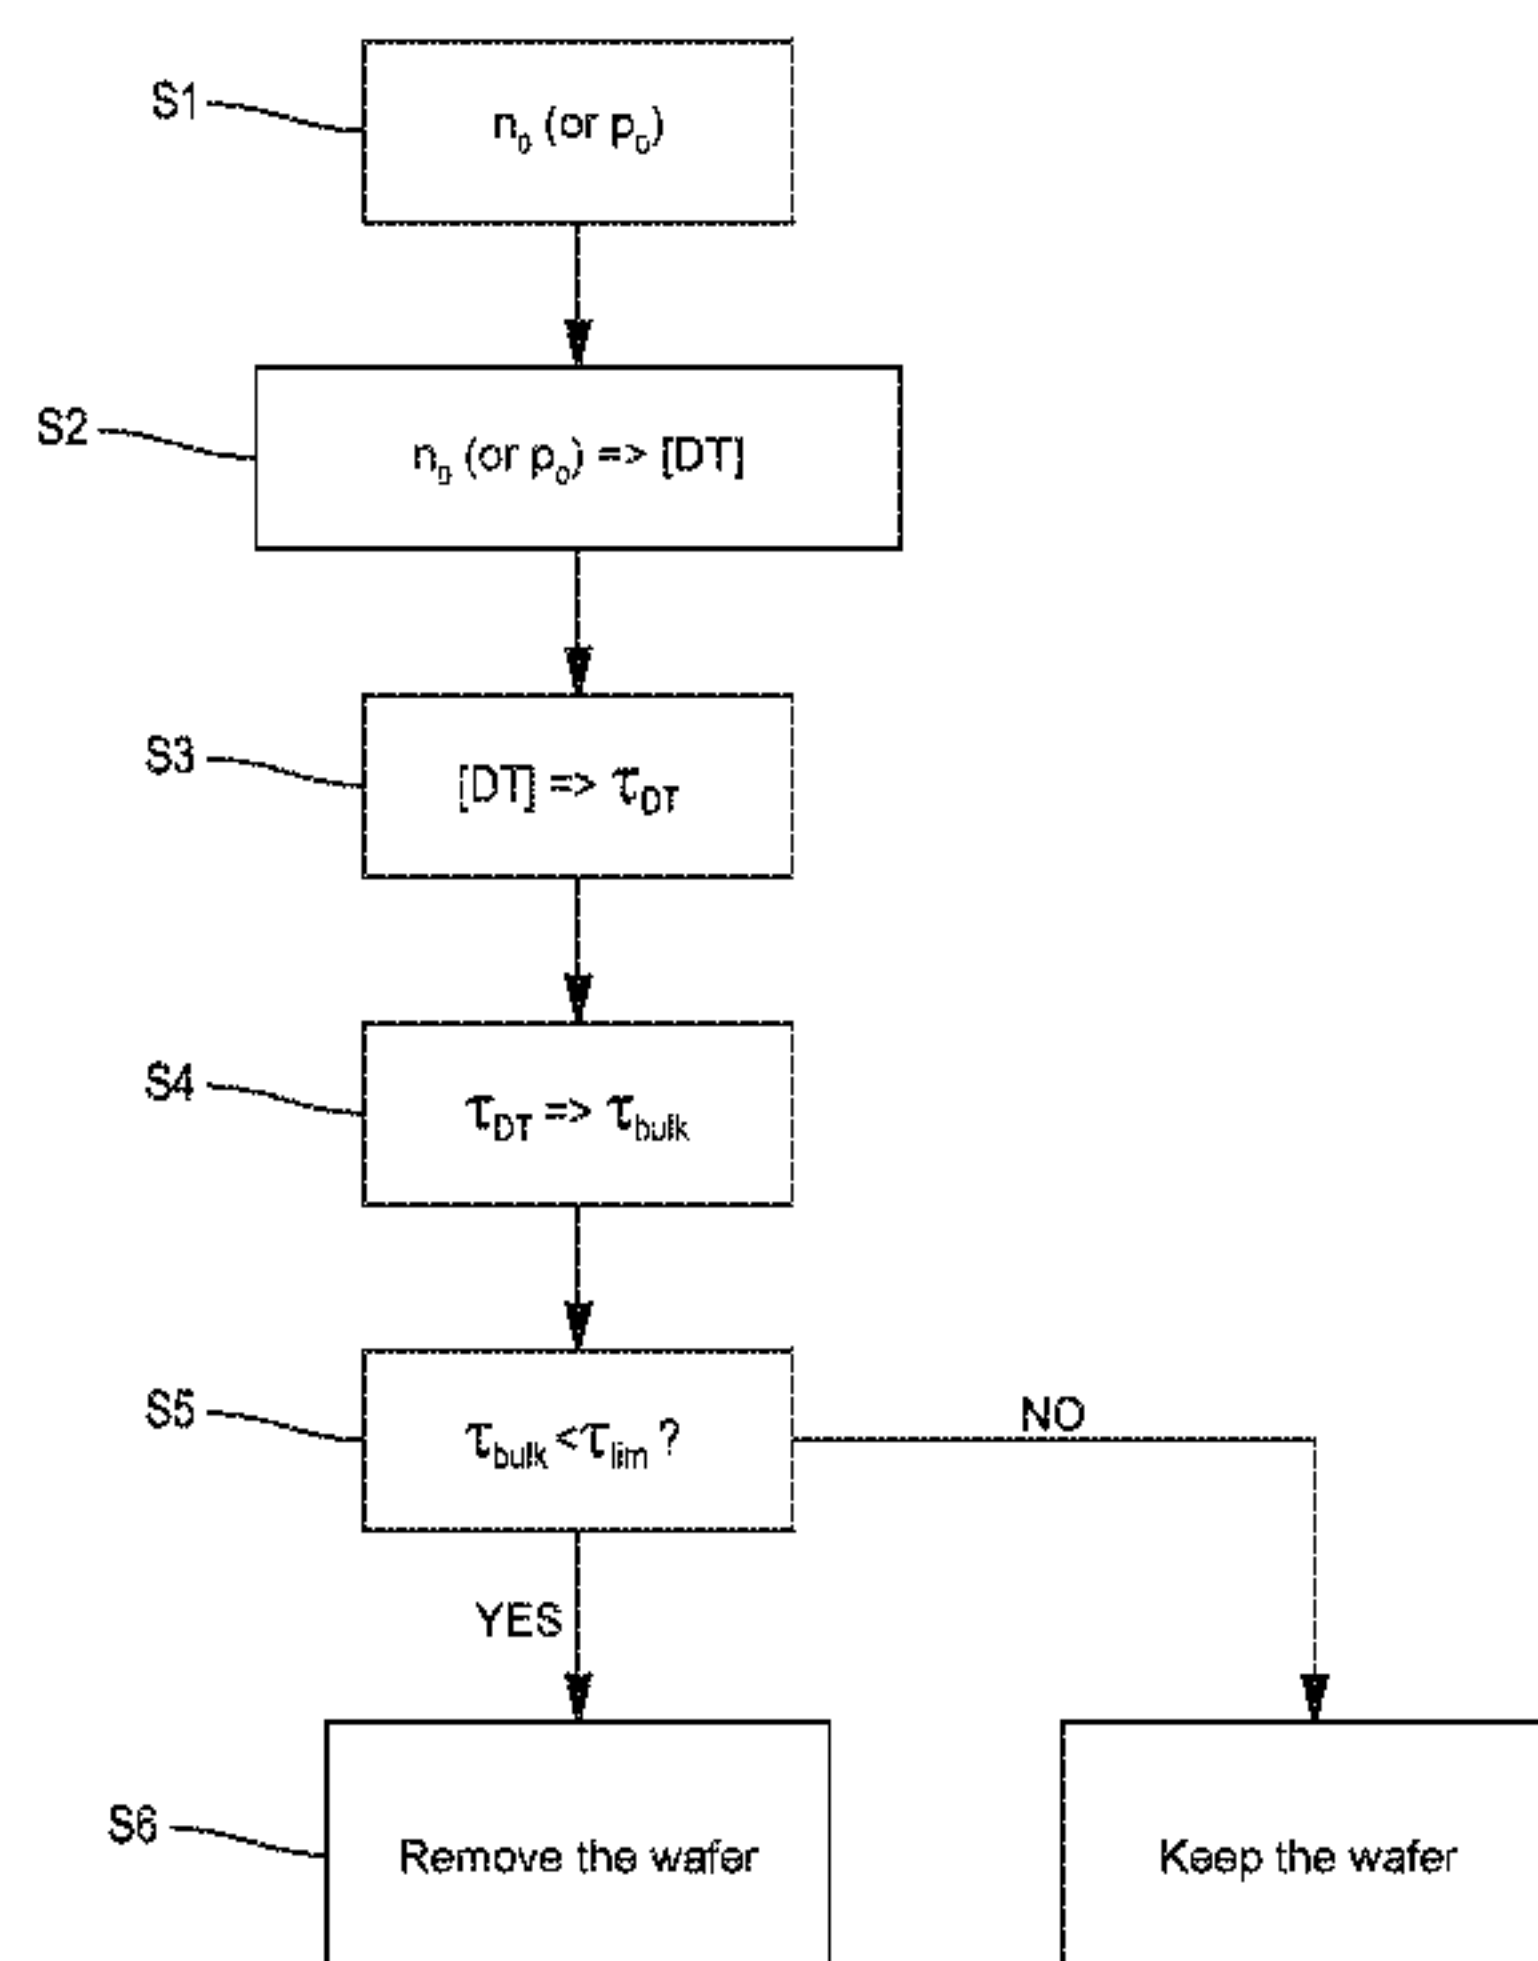 S1
n₀ (or p₀)
S2
n₀ (or p₀) => [DT]
S3
[DT] => τDT
S4
τDT => τbulk
S5
τbulk < τlim ?
NO
YES
S6
Remove the wafer
Keep the wafer